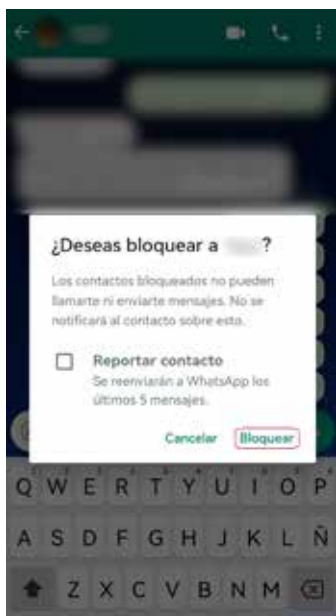 ¿Deseas bloquear a ?
Los contactos bloqueados no pueden
llamarte ni enviarte mensajes. No se
notificará al contacto sobre esto.
Reportar contacto
Se reenviarán a WhatsApp los
últimos 5 mensajes.
Cancelar Bloquear
Q W E R T Y U I O P
A S D F G H J K L Ñ
Z X C V B N M